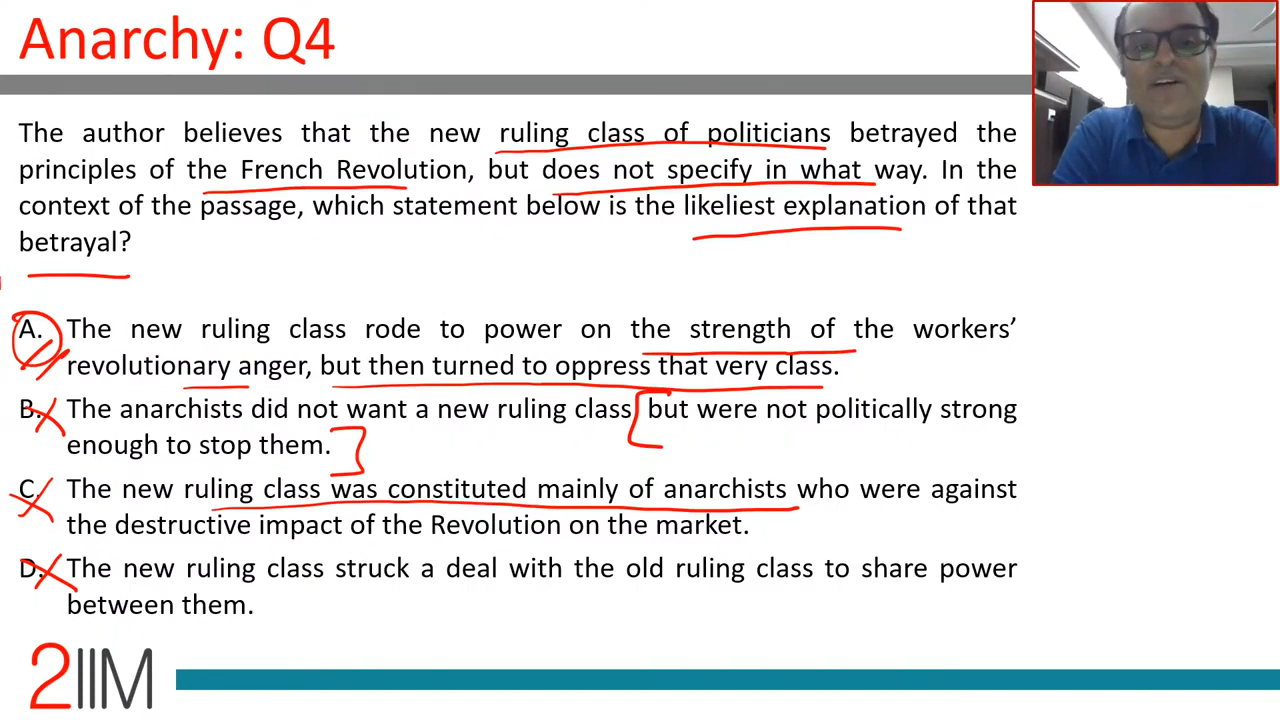 Anarchy: Q4
The author believes that the new ruling class of politicians betrayed the
principles of the French Revolution, but does not specify in what way. In the
context of the passage, which statement below is the likeliest explanation of that
betrayal?
A. The new ruling class rode to power on the strength of the workers’
revolutionary anger, but then turned to oppress that very class.
B. The anarchists did not want a new ruling class, but were not politically strong
enough to stop them.
C. The new ruling class was constituted mainly of anarchists who were against
the destructive impact of the Revolution on the market.
D. The new ruling class struck a deal with the old ruling class to share power
between them.
2IIM